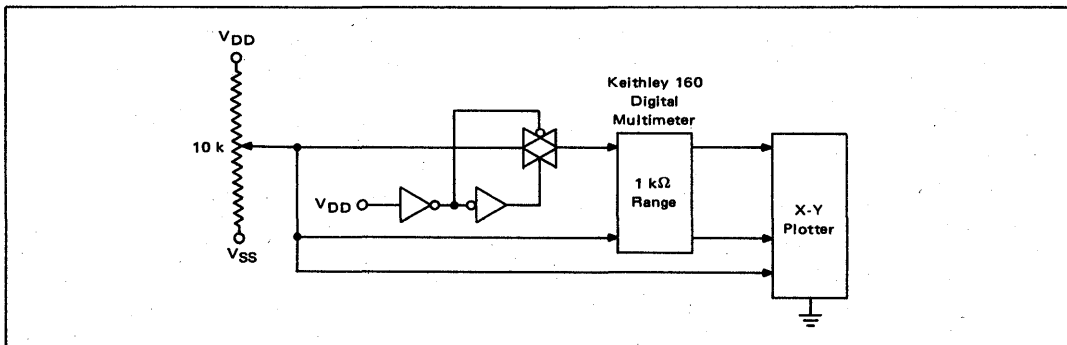 VDD
10 k
VSS
VDD
Keithley 160
Digital
Multimeter
1 kΩ
Range
X-Y
Plotter